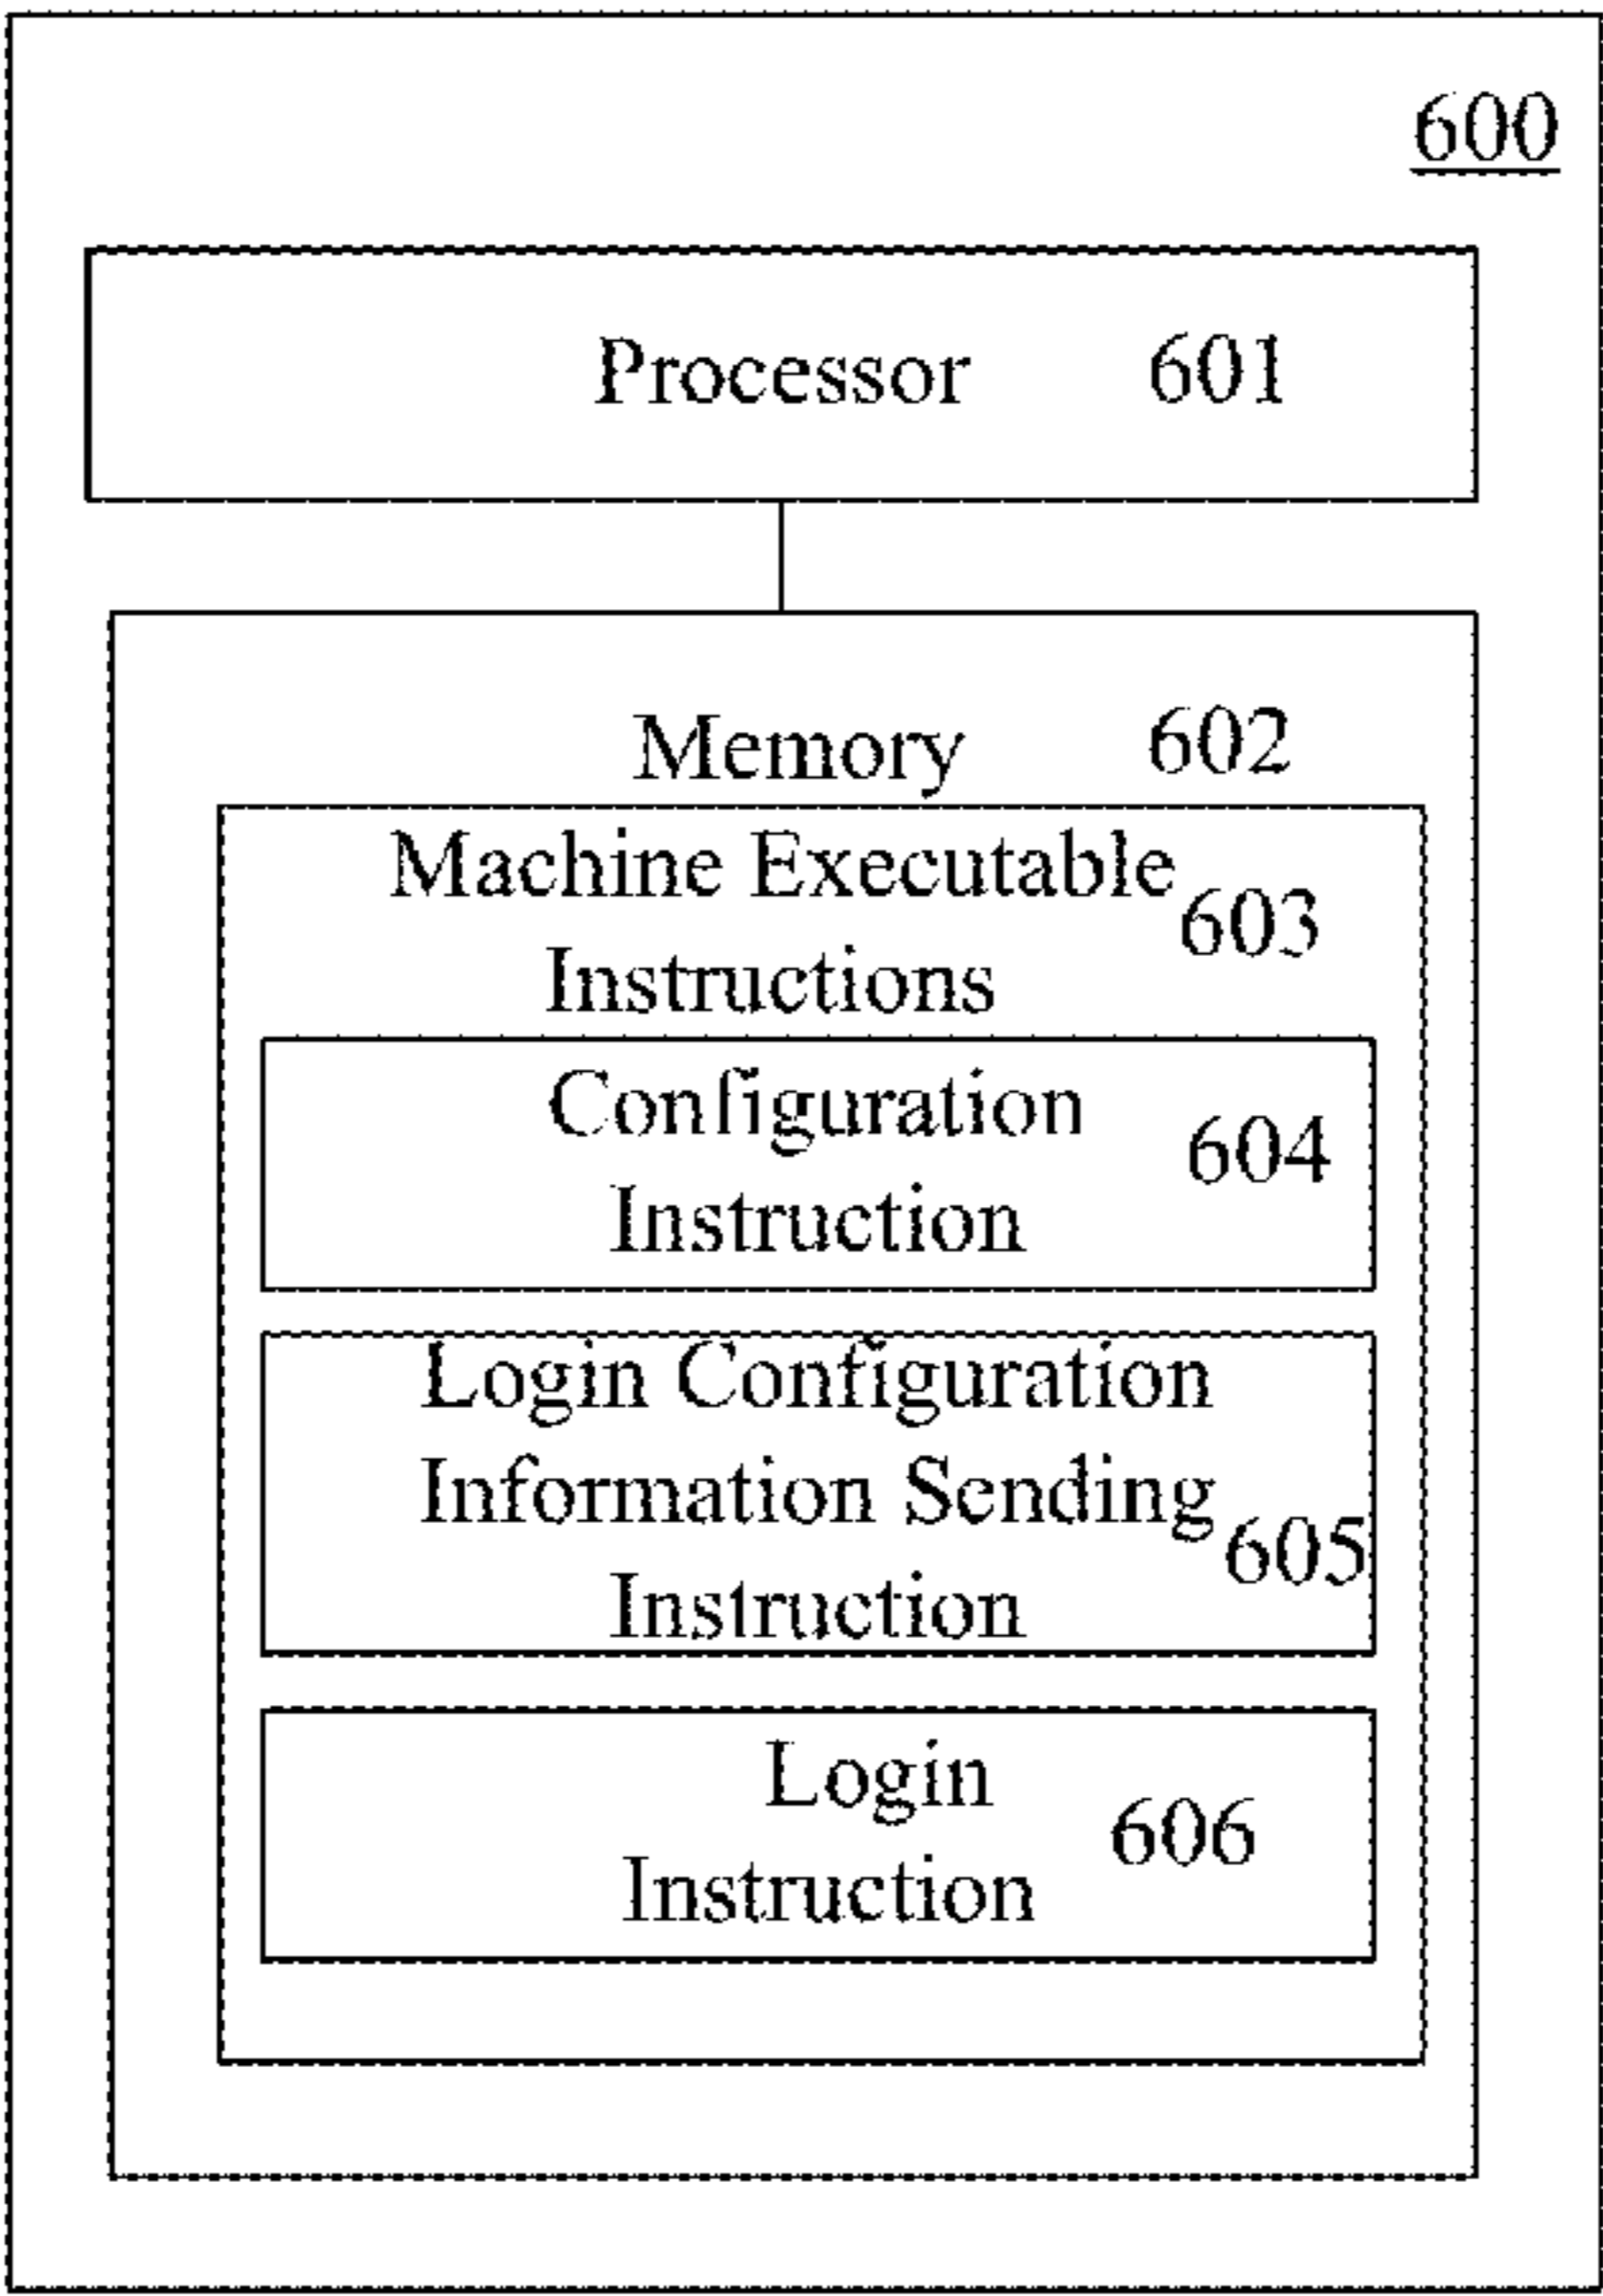 600
Processor 601
Memory 602
Machine Executable
603
Instructions
Configuration
604
Instruction
Login Configuration
Information Sending
605
Instruction
Login
606
Instruction